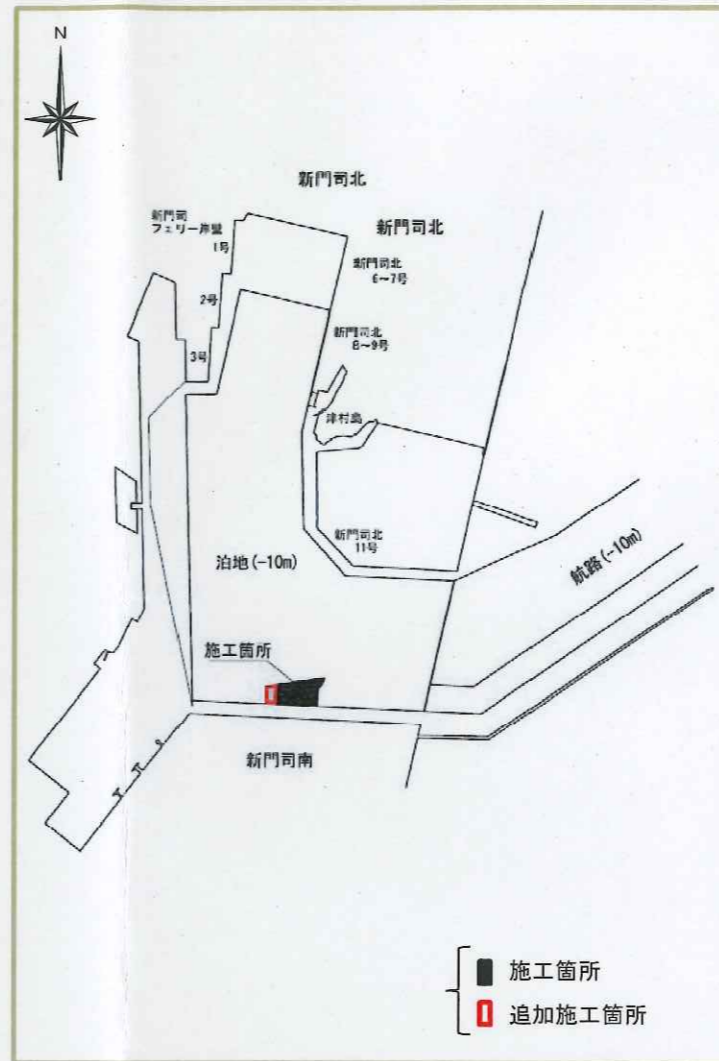 N
新門司北
新門司
フェリー岸壁
1号
新門司北
新門司北
6~7号
2号
新門司北
8~9号
3号
津村島
新門司北
11号
泊地(-10m)
航路(-10m)
施工箇所
新門司南
施工箇所
追加施工箇所